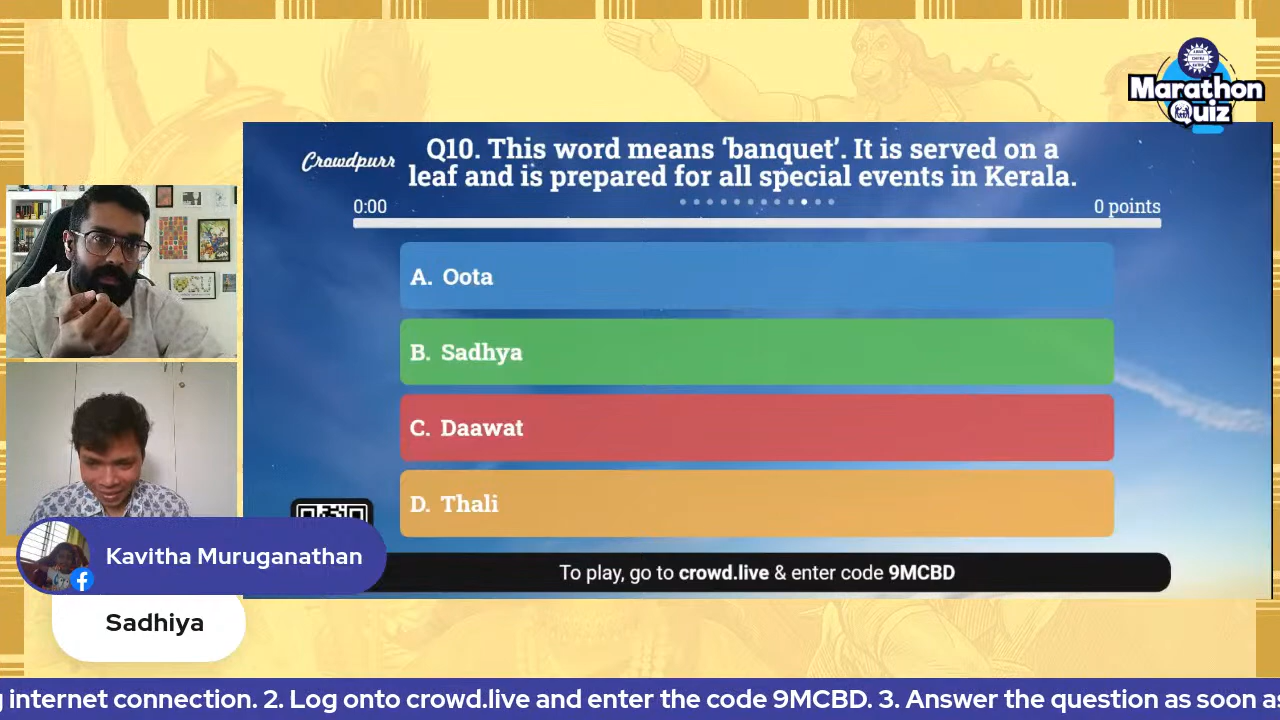 Marathon
Quiz
Crowdpurr
Q10. This word means ‘banquet’. It is served on a
leaf and is prepared for all special events in Kerala.
0:00
0 points
A. Oota
B. Sadhya
C. Daawat
D. Thali
To play, go to crowd.live & enter code 9MCBD
Kavitha Muruganathan
Sadhiya
internet connection. 2. Log onto crowd.live and enter the code 9MCBD. 3. Answer the question as soon as